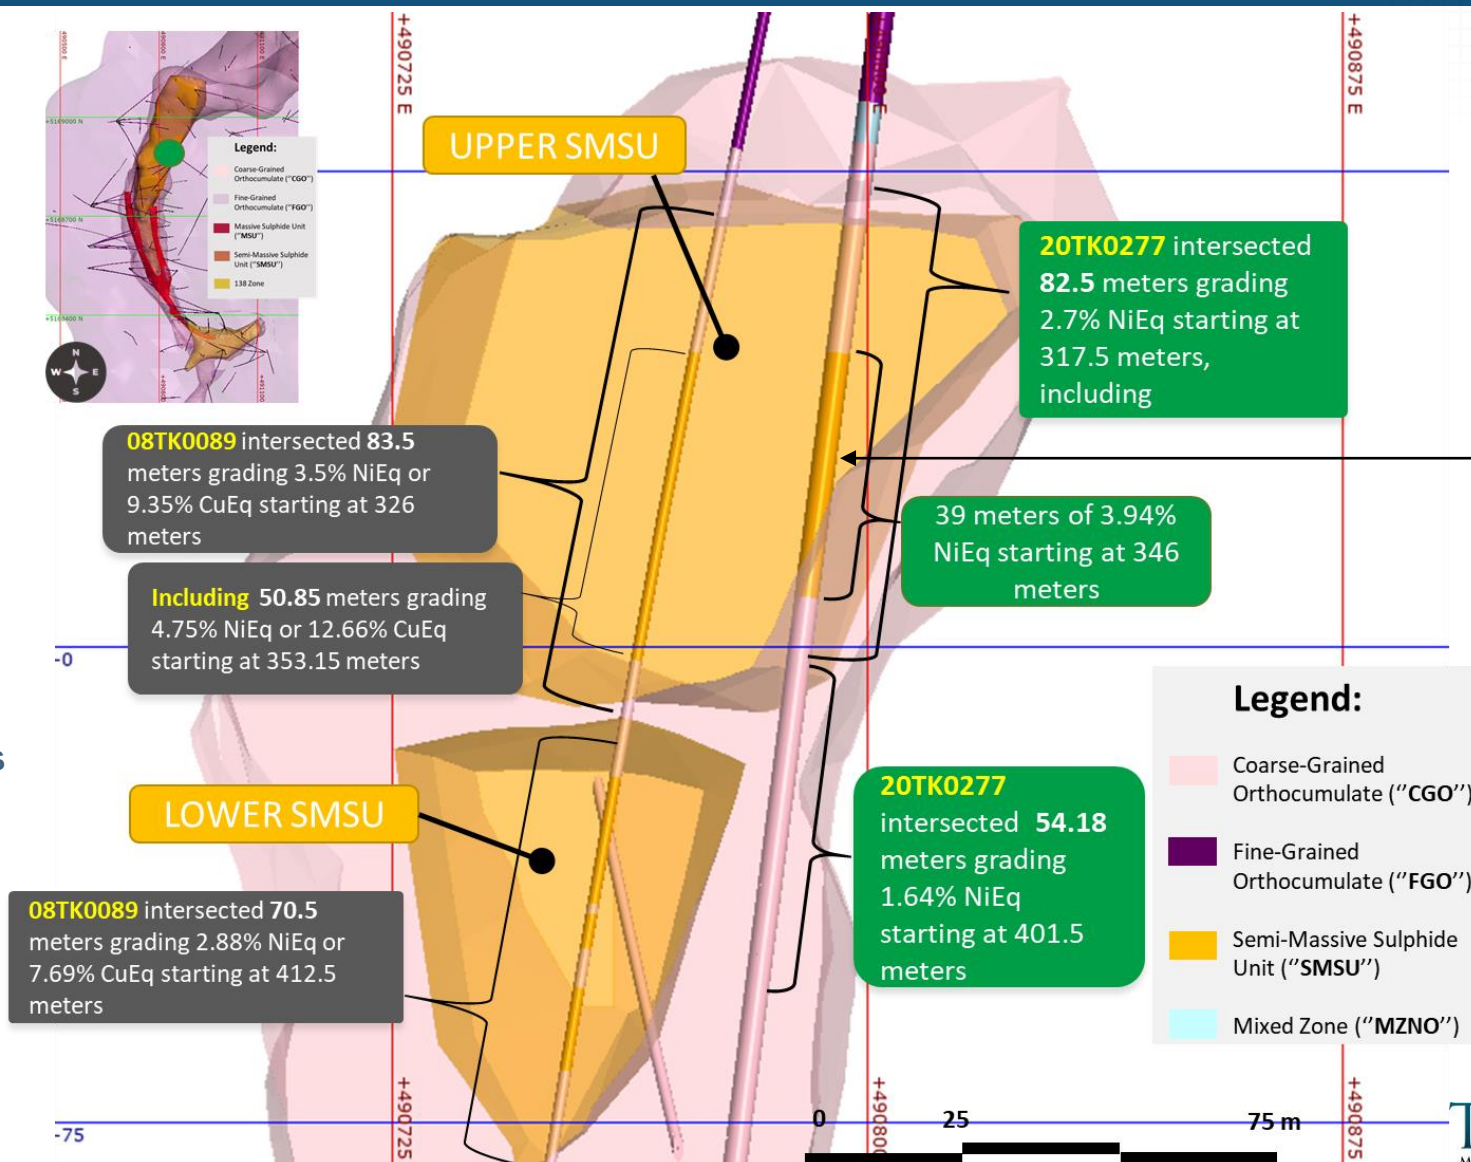 +490725 E
+490875 E
UPPER SMSU
Legend:
Coarse-Grained
Orthocumulate (“CGO”)
Fine-Grained
Orthocumulate (“FGO”)
Massive Sulphide Unit
(“MSU”)
Semi-Massive Sulphide
Unit (“SMSU”)
138 Zone
N
W
E
S
20TK0277 intersected
82.5 meters grading
2.7% NiEq starting at
317.5 meters,
including
08TK0089 intersected 83.5
meters grading 3.5% NiEq or
9.35% CuEq starting at 326
meters
39 meters of 3.94%
NiEq starting at 346
meters
Including 50.85 meters grading
4.75% NiEq or 12.66% CuEq
starting at 353.15 meters
-0
Legend:
Coarse-Grained
Orthocumulate (‘‘CGO’’)
Fine-Grained
Orthocumulate (‘‘FGO’’)
Semi-Massive Sulphide
Unit (‘‘SMSU’’)
Mixed Zone (‘‘MZNO’’)
s
LOWER SMSU
20TK0277
intersected 54.18
meters grading
1.64% NiEq
starting at 401.5
meters
08TK0089 intersected 70.5
meters grading 2.88% NiEq or
7.69% CuEq starting at 412.5
meters
-75
+490725
+490800
+490875
0 25 75 m
T